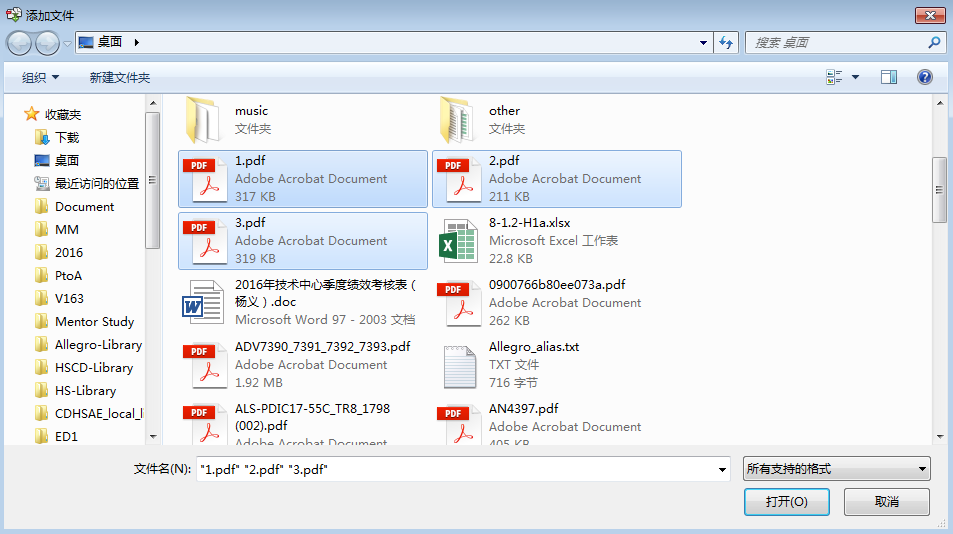 添加文件
桌面
搜索 桌面
组织
新建文件夹
收藏夹
下载
桌面
最近访问的位置
Document
MM
2016
PtoA
V163
Mentor Study
Allegro-Library
HSCD-Library
HS-Library
CDHSAE_local_l
ED1
music
文件夹
other
文件夹
PDF
1.pdf
Adobe Acrobat Document
317 KB
PDF
2.pdf
Adobe Acrobat Document
211 KB
PDF
3.pdf
Adobe Acrobat Document
319 KB
8-1.2-H1a.xlsx
Microsoft Excel 工作表
22.8 KB
2016年技术中心季度绩效考核表（
杨义）.doc
Microsoft Word 97 - 2003 文档
PDF
0900766b80ee073a.pdf
Adobe Acrobat Document
262 KB
PDF
ADV7390_7391_7392_7393.pdf
Adobe Acrobat Document
1.92 MB
Allegro_alias.txt
TXT 文件
716 字节
PDF
ALS-PDIC17-55C_TR8_1798
(002).pdf
Adobe Acrobat Document
PDF
AN4397.pdf
Adobe Acrobat Document
405 KB
文件名(N):
"1.pdf" "2.pdf" "3.pdf"
所有支持的格式
打开(O)
取消